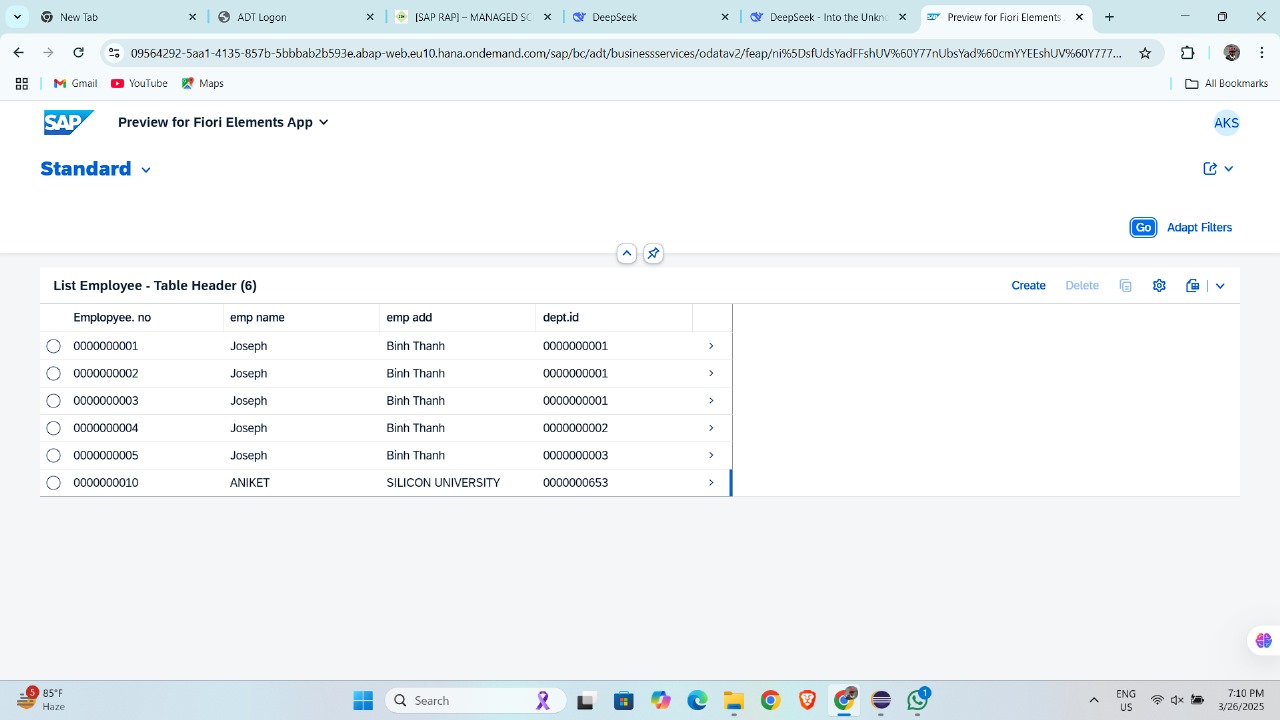 New Tab
Logon
[SAP RAP] – MANAGED SC
DeepSeek
DeepSeek - Into the Unkno
Preview for Fiori Elements
09564292-5aa1-4135-857b-5bbbab2b593e.abap-web.eu10.hana.ondemand.com/sap/bc/adt/businessservices/odatav2/feap/ni%5DsfUdsYadFFshUV%60Y77nUbsYad%60cmYYEEshUV%60Y777...
Gmail
YouTube
Maps
All Bookmarks
SAP
Preview for Fiori Elements App
AKS
Standard
Go
Adapt Filters
List Employee - Table Header (6)
Create
Delete
Emplopyee. no
emp name
emp add
dept.id
0000000001 Joseph Binh Thanh 0000000001
0000000002 Joseph Binh Thanh 0000000001
0000000003 Joseph Binh Thanh 0000000001
0000000004 Joseph Binh Thanh 0000000002
0000000005 Joseph Binh Thanh 0000000003
0000000010 ANIKET SILICON UNIVERSITY 0000000653
5
85°F
Haze
Search
1
ENG
US
7:10 PM
3/26/2025